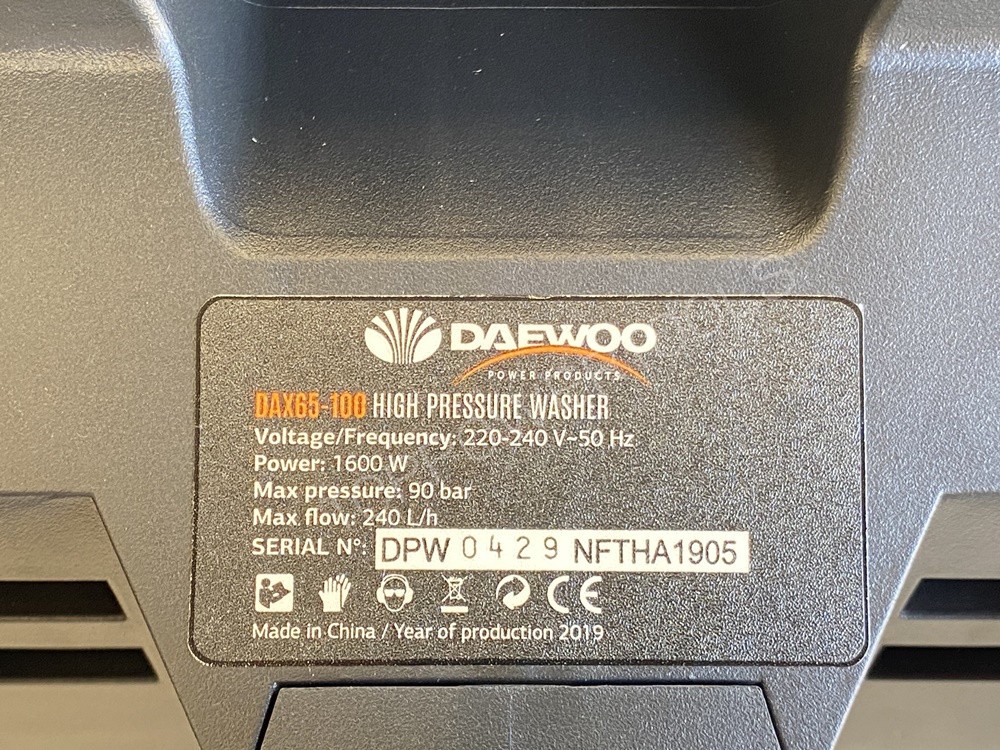 DAEWOO
POWER PRODUCTS
DAX65-100 HIGH PRESSURE WASHER
Voltage/Frequency: 220-240 V~50 Hz
Power: 1600 W
Max pressure: 90 bar
Max flow: 240 L/h
SERIAL N°: DPW 0429 NFTHA1905
CE
Made in China / Year of production 2019